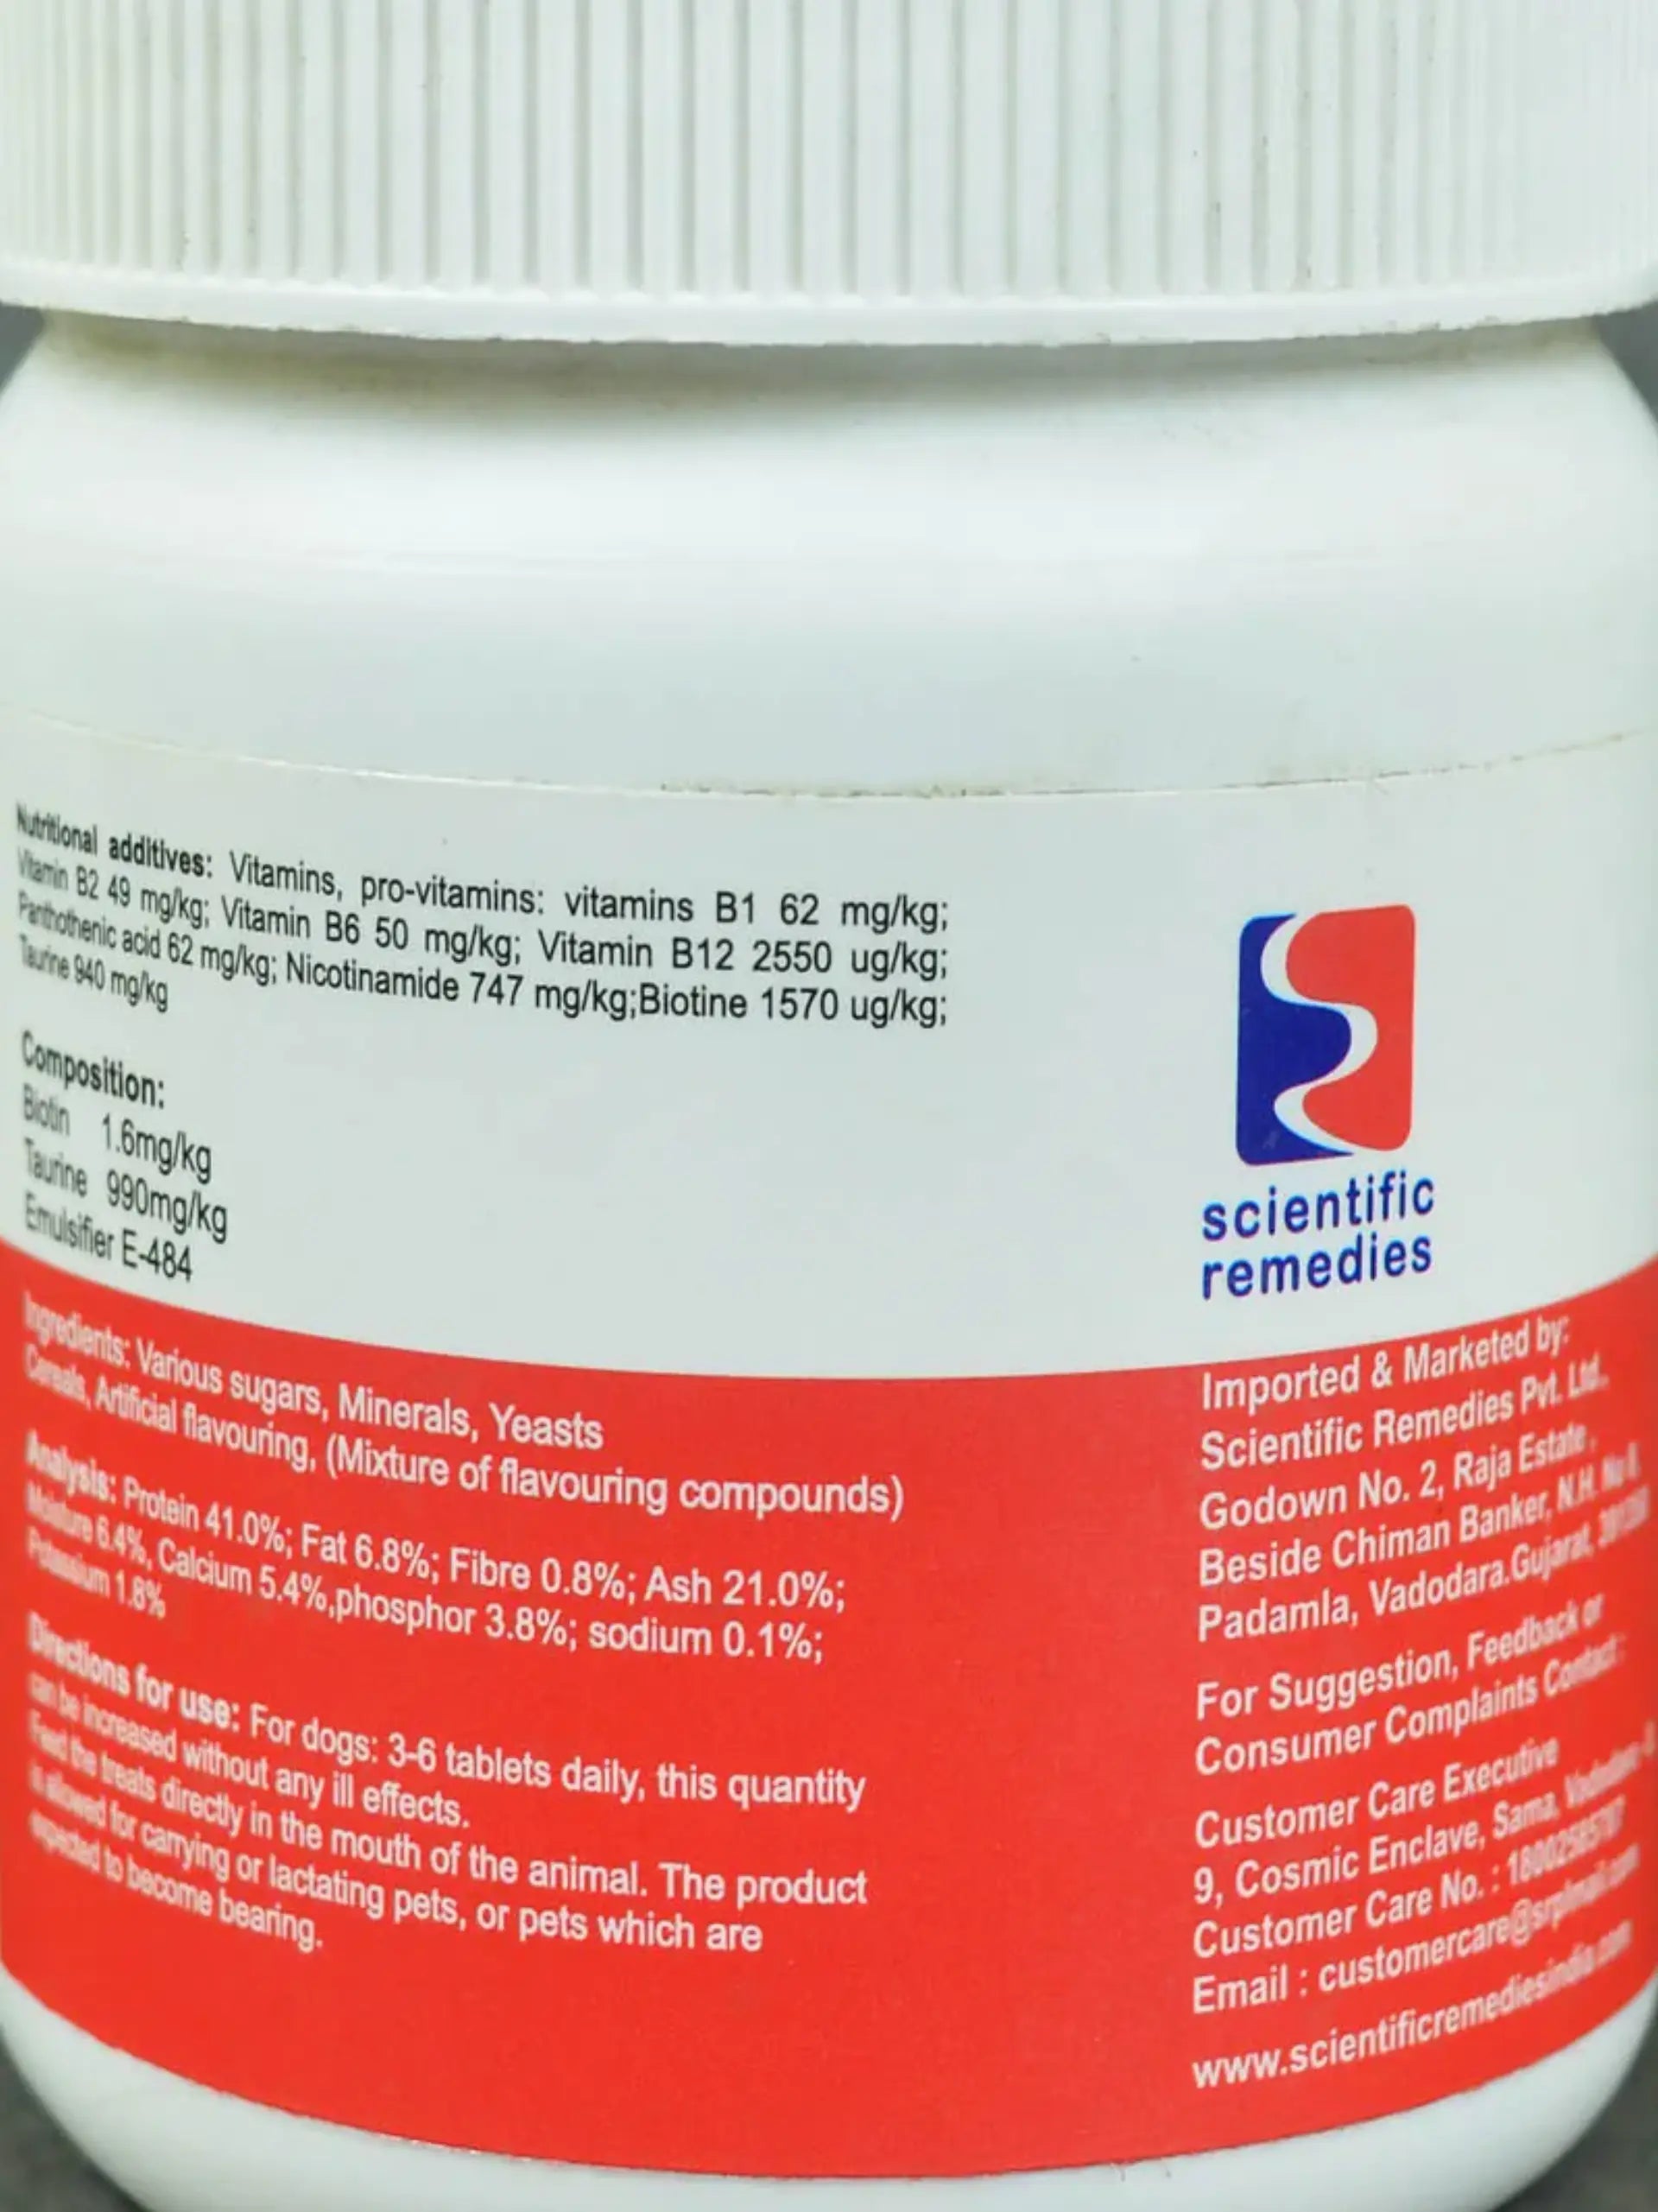 Nutritional additives: Vitamins, pro-vitamins: vitamins B1 62 mg/kg;
Vitamin B2 49 mg/kg; Vitamin B6 50 mg/kg; Vitamin B12 2550 ug/kg;
Panthothenic acid 62 mg/kg; Nicotinamide 747 mg/kg;Biotine 1570 ug/kg;
Taurine 940 mg/kg
Composition:
Biotin 1.6mg/kg
Taurine 990mg/kg
Emulsifier E-484
Ingredients: Various sugars, Minerals, Yeasts
Cereals, Artificial flavouring, (Mixture of flavouring compounds)
Analysis: Protein 41.0%; Fat 6.8%; Fibre 0.8%; Ash 21.0%;
Moisture 6.4%, Calcium 5.4%,phosphor 3.8%; sodium 0.1%;
Potassium 1.8%
Directions for use: For dogs: 3-6 tablets daily, this quantity
can be increased without any ill effects.
Feed the treats directly in the mouth of the animal. The product
is allowed for carrying or lactating pets, or pets which are
expected to become bearing.
scientific
remedies
Imported & Marketed by:
Scientific Remedies Pvt. Ltd.
Godown No. 2, Raja Estate,
Beside Chiman Banker, N.H.
Padamla, Vadodara.Gujarat,
For Suggestion, Feedback or
Consumer Complaints Contact:
Customer Care Executive
9, Cosmic Enclave, Sama,
Customer Care No. :
Email : customercare@srplmail.com
www.scientificremediesindia.com